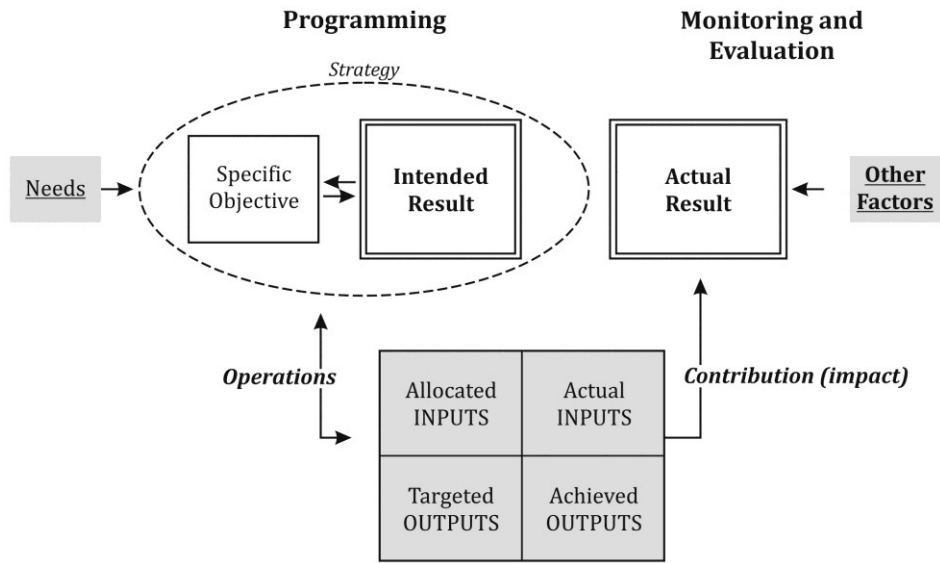 Programming
Monitoring and
Evaluation
Strategy
Needs
Specific
Objective
Intended
Result
Actual
Result
Other
Factors
Operations
Allocated
INPUTS
Actual
INPUTS
Contribution (impact)
Targeted
OUTPUTS
Achieved
OUTPUTS